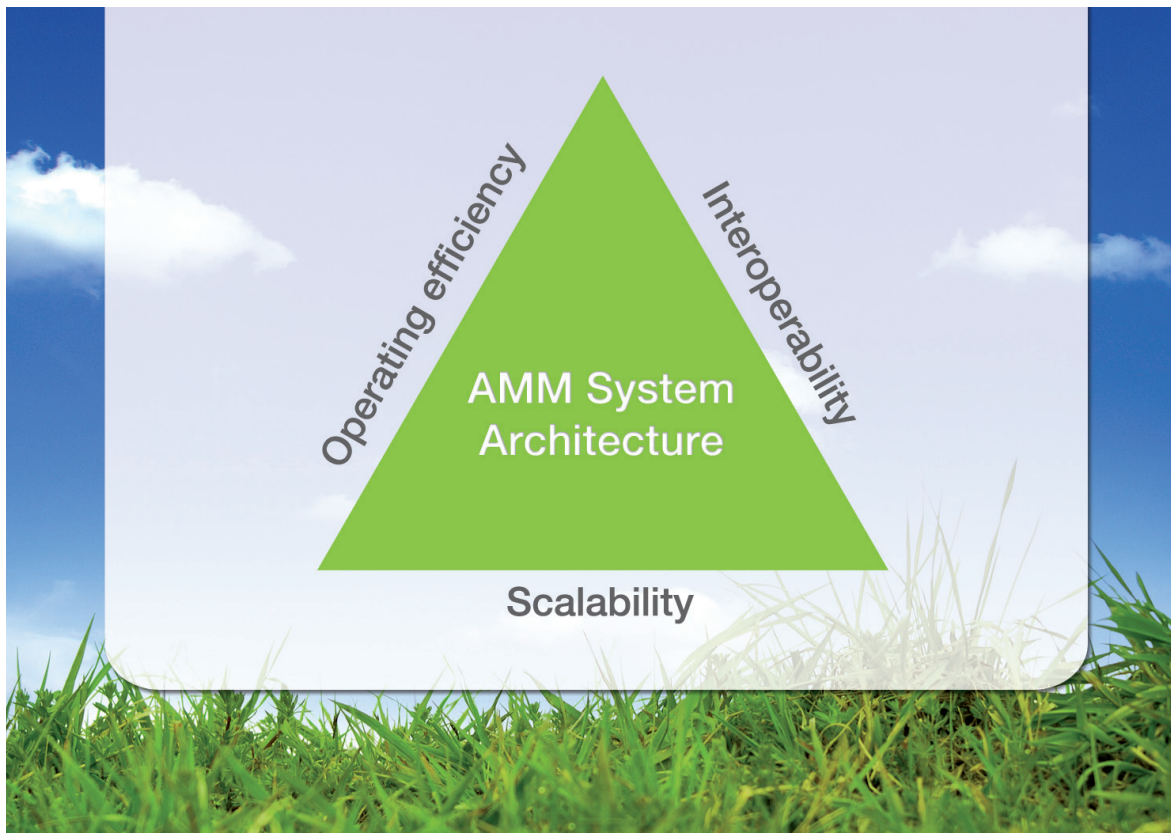 Operating efficiency
Interoperability
AMM System
Architecture
Scalability